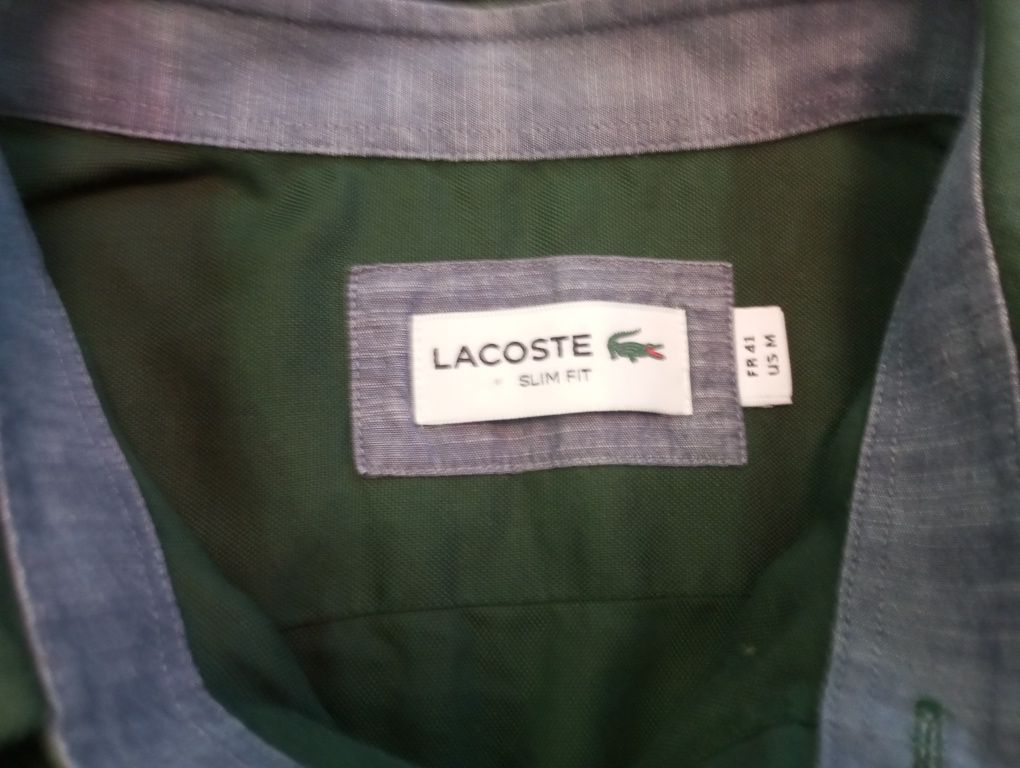 LACOSTE
SLIM FIT
FR 41
US M